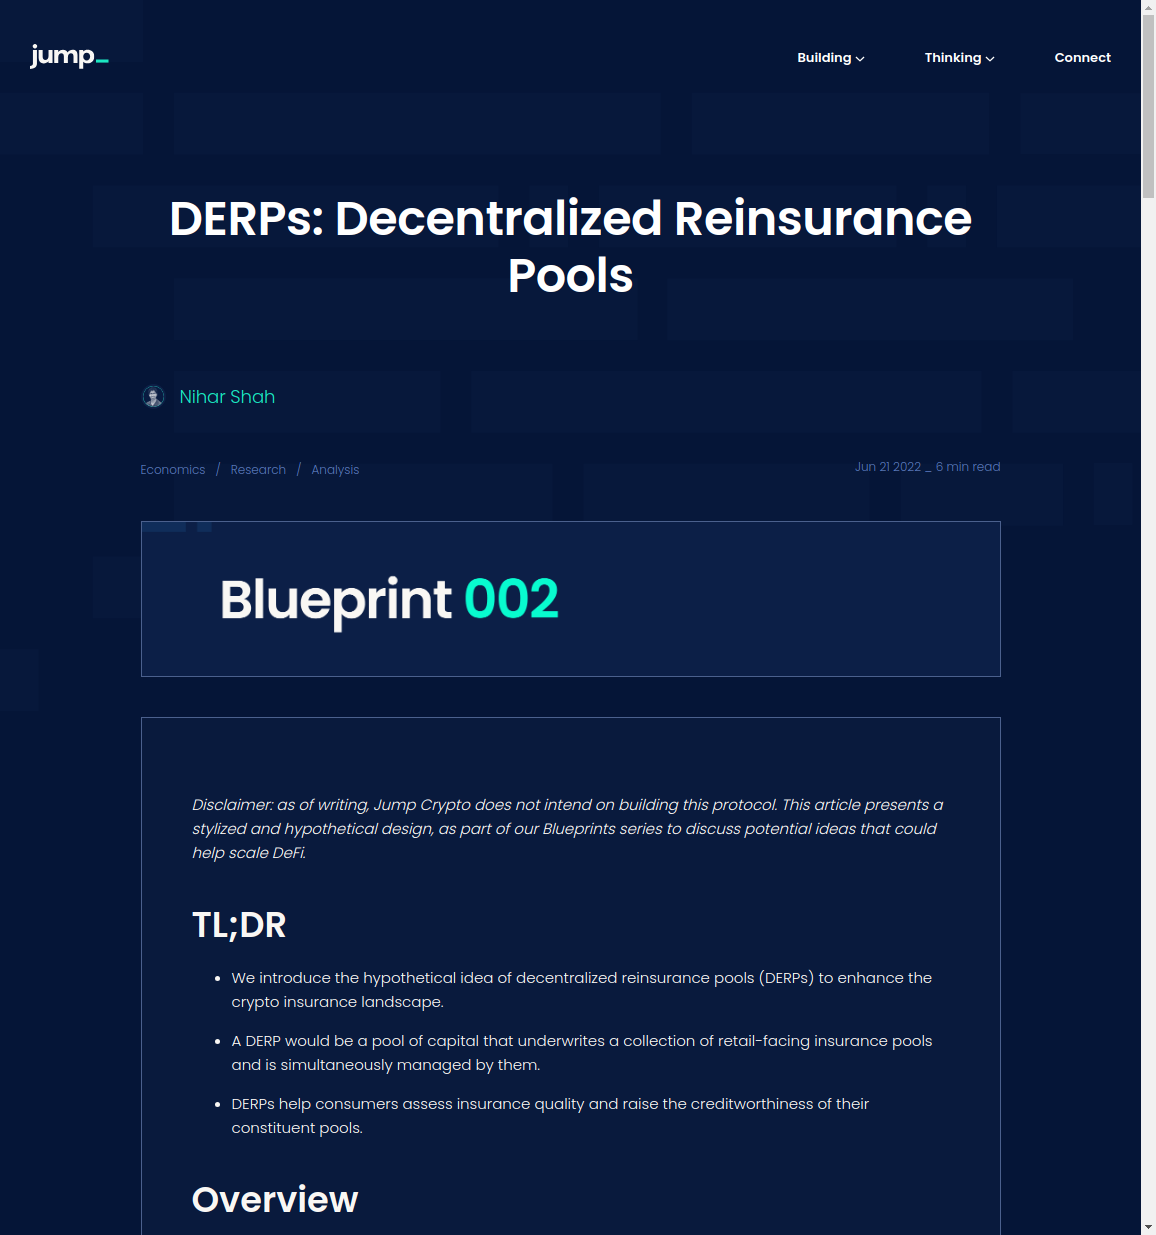 jump_
Building
Thinking
Connect
DERPs: Decentralized Reinsurance
Pools
Nihar Shah
Economics / Research / Analysis
Jun 21 2022 _ 6 min read
Blueprint 002
Disclaimer: as of writing, Jump Crypto does not intend on building this protocol. This article presents a
stylized and hypothetical design, as part of our Blueprints series to discuss potential ideas that could
help scale DeFi.
TL;DR
• We introduce the hypothetical idea of decentralized reinsurance pools (DERPs) to enhance the
crypto insurance landscape.
• A DERP would be a pool of capital that underwrites a collection of retail-facing insurance pools
and is simultaneously managed by them.
• DERPs help consumers assess insurance quality and raise the creditworthiness of their
constituent pools.
Overview